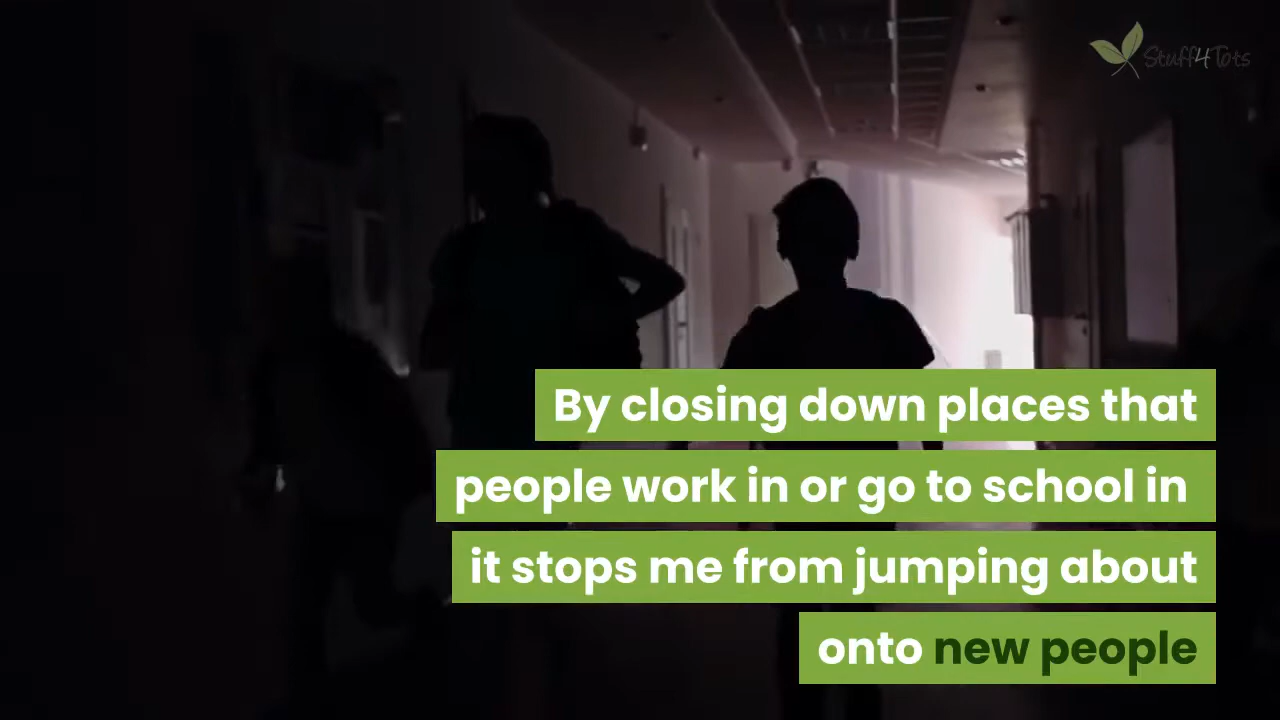 Stuff4Tots
By closing down places that
people work in or go to school in
it stops me from jumping about
onto new people